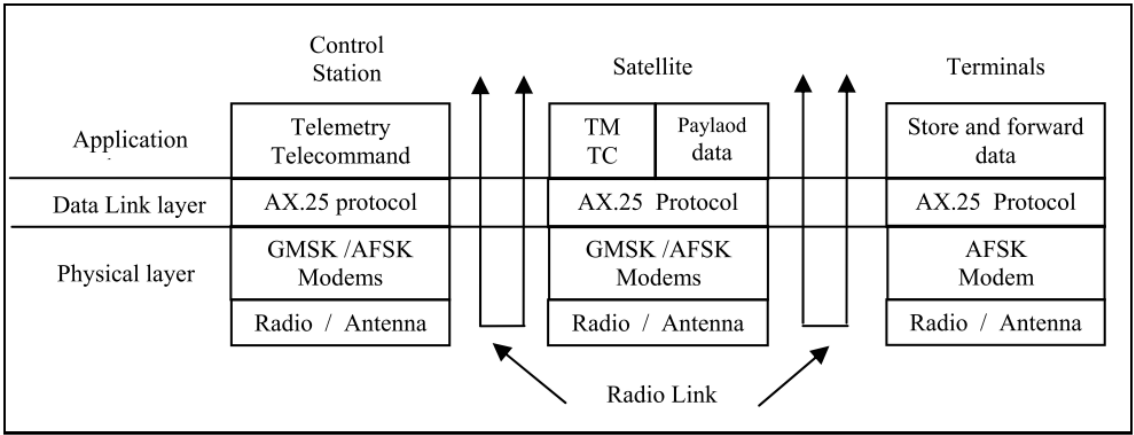 Control
Station
Satellite
Terminals
Application
Telemetry
Telecommand
TM
TC
Paylaod
data
Store and forward
data
Data Link layer
AX.25 protocol
AX.25 Protocol
AX.25 Protocol
Physical layer
GMSK /AFSK
Modems
GMSK /AFSK
Modems
AFSK
Modem
Radio / Antenna
Radio / Antenna
Radio / Antenna
Radio Link